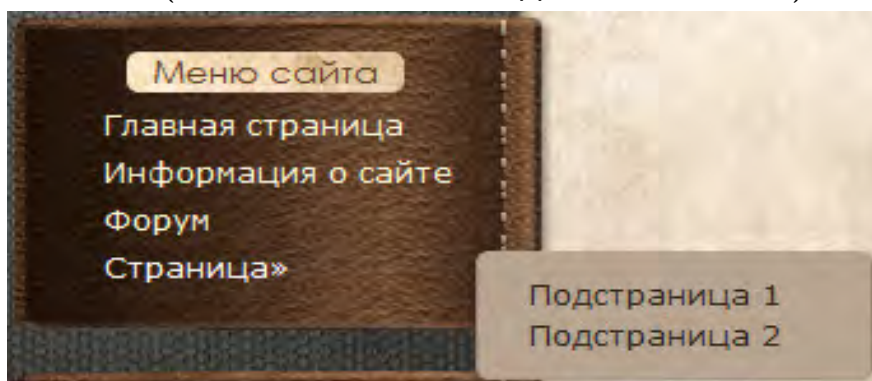 Меню сайта
Главная страница
Информация о сайте
Форум
Страница»
Подстраница 1
Подстраница 2